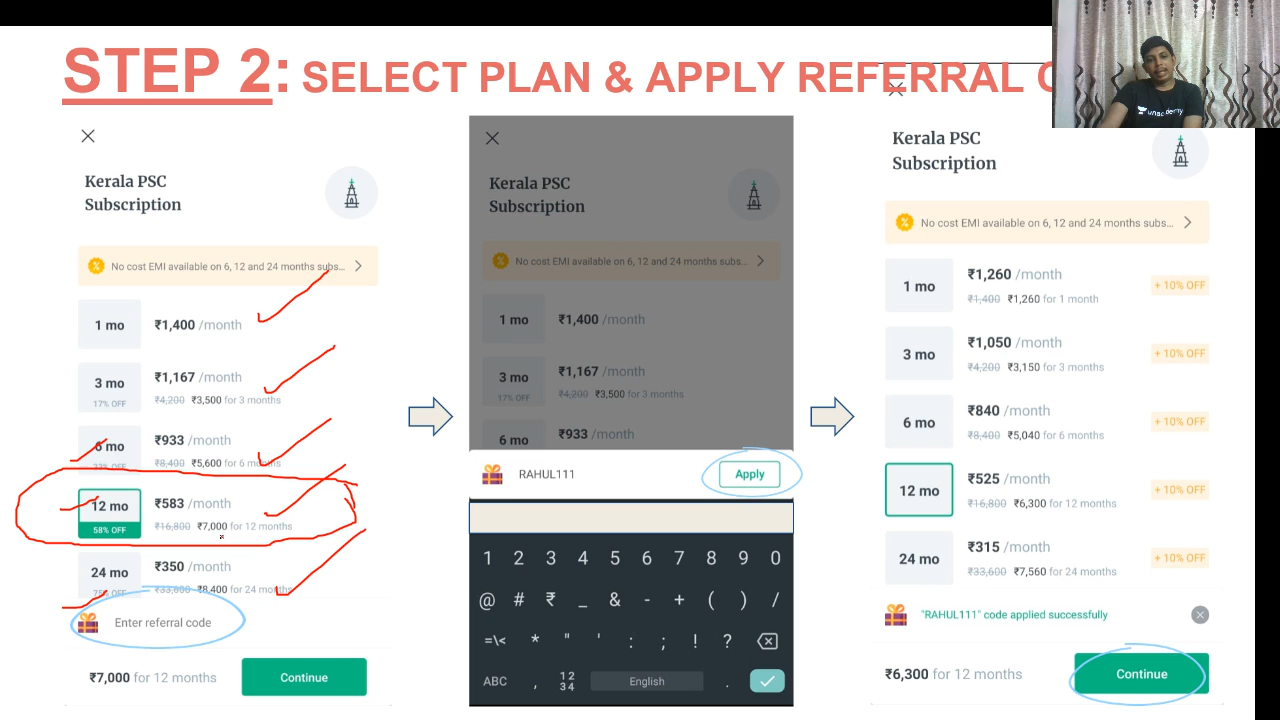 STEP 2: SELECT PLAN & APPLY REFERRAL
Kerala PSC
Subscription
No cost EMI available on 6, 12 and 24 months subs...
1 mo
₹1,400 /month
3 mo
17% OFF
₹1,167 /month
₹4,200 ₹3,500 for 3 months
6 mo
₹933 /month
₹8,400 ₹5,600 for 6 months
12 mo
58% OFF
₹583 /month
₹16,800 ₹7,000 for 12 months
24 mo
75% OFF
₹350 /month
₹33,600 ₹8,400 for 24 months
Enter referral code
₹7,000 for 12 months
Continue
Kerala PSC
Subscription
No cost EMI available on 6, 12 and 24 months subs...
1 mo
₹1,400 /month
3 mo
17% OFF
₹1,167 /month
₹4,200 ₹3,500 for 3 months
6 mo
₹933 /month
RAHUL111
Apply
1 2 3 4 5 6 7 8 9 0
@ # ₹ _ & - + ( ) /
=\< * " ' : ; ! ?
ABC , 12 34 English .
Kerala PSC
Subscription
No cost EMI available on 6, 12 and 24 months subs...
1 mo
₹1,260 /month
₹1,400 ₹1,260 for 1 month
+ 10% OFF
3 mo
₹1,050 /month
₹4,200 ₹3,150 for 3 months
+ 10% OFF
6 mo
₹840 /month
₹8,400 ₹5,040 for 6 months
+ 10% OFF
12 mo
₹525 /month
₹16,800 ₹6,300 for 12 months
+ 10% OFF
24 mo
₹315 /month
₹33,600 ₹7,560 for 24 months
+ 10% OFF
"RAHUL111" code applied successfully
₹6,300 for 12 months
Continue